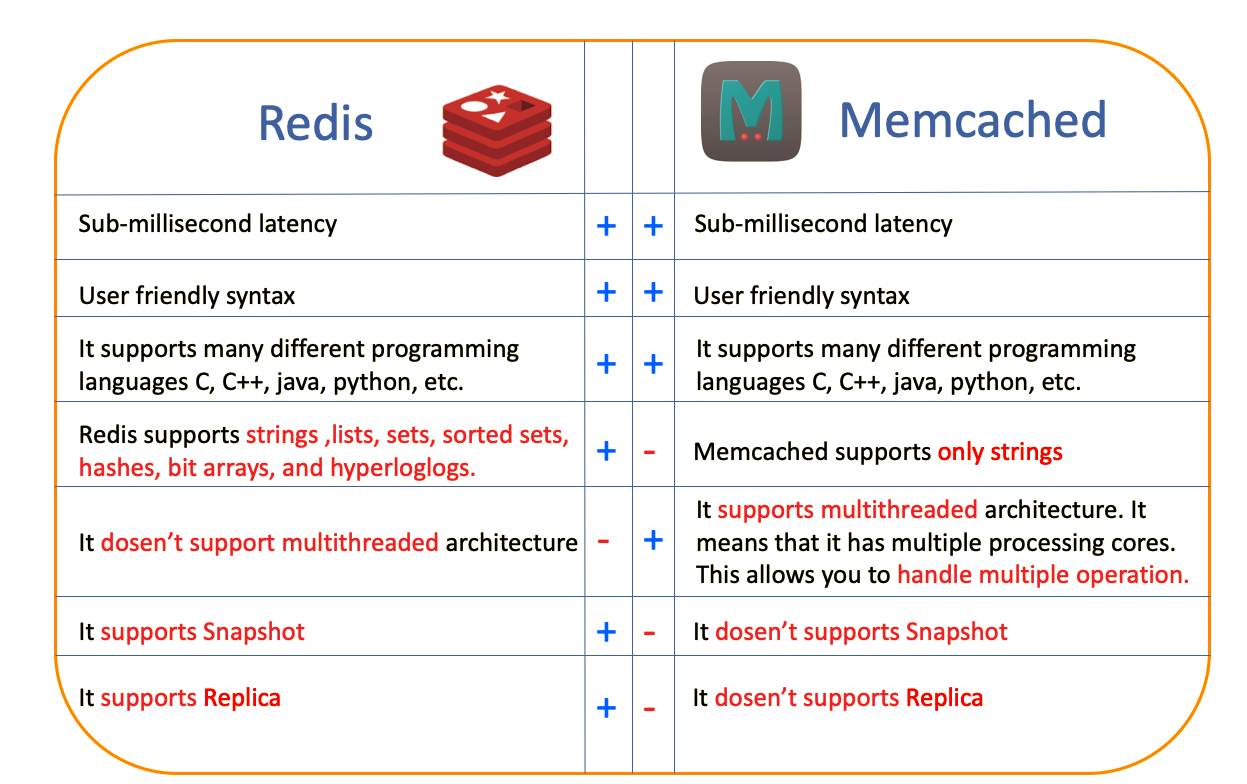 Redis
Memcached
Sub-millisecond latency
+ +
Sub-millisecond latency
User friendly syntax
+ +
User friendly syntax
It supports many different programming
languages C, C++, java, python, etc.
+ +
It supports many different programming
languages C, C++, java, python, etc.
Redis supports strings ,lists, sets, sorted sets,
hashes, bit arrays, and hyperloglogs.
+ -
Memcached supports only strings
It dosen’t support multithreaded architecture
- +
It supports multithreaded architecture. It
means that it has multiple processing cores.
This allows you to handle multiple operation.
It supports Snapshot
+ -
It dosen’t supports Snapshot
It supports Replica
+ -
It dosen’t supports Replica